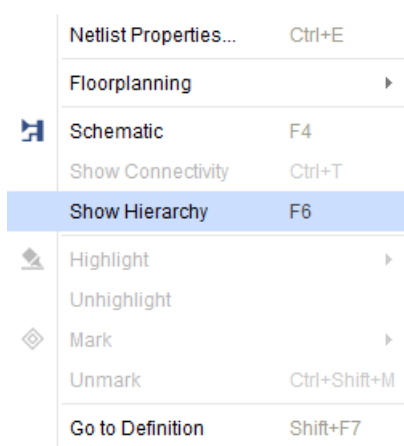 Netlist Properties... Ctrl+E
Floorplanning
Schematic F4
Show Connectivity Ctrl+T
Show Hierarchy F6
Highlight
Unhighlight
Mark
Unmark Ctrl+Shift+M
Go to Definition Shift+F7